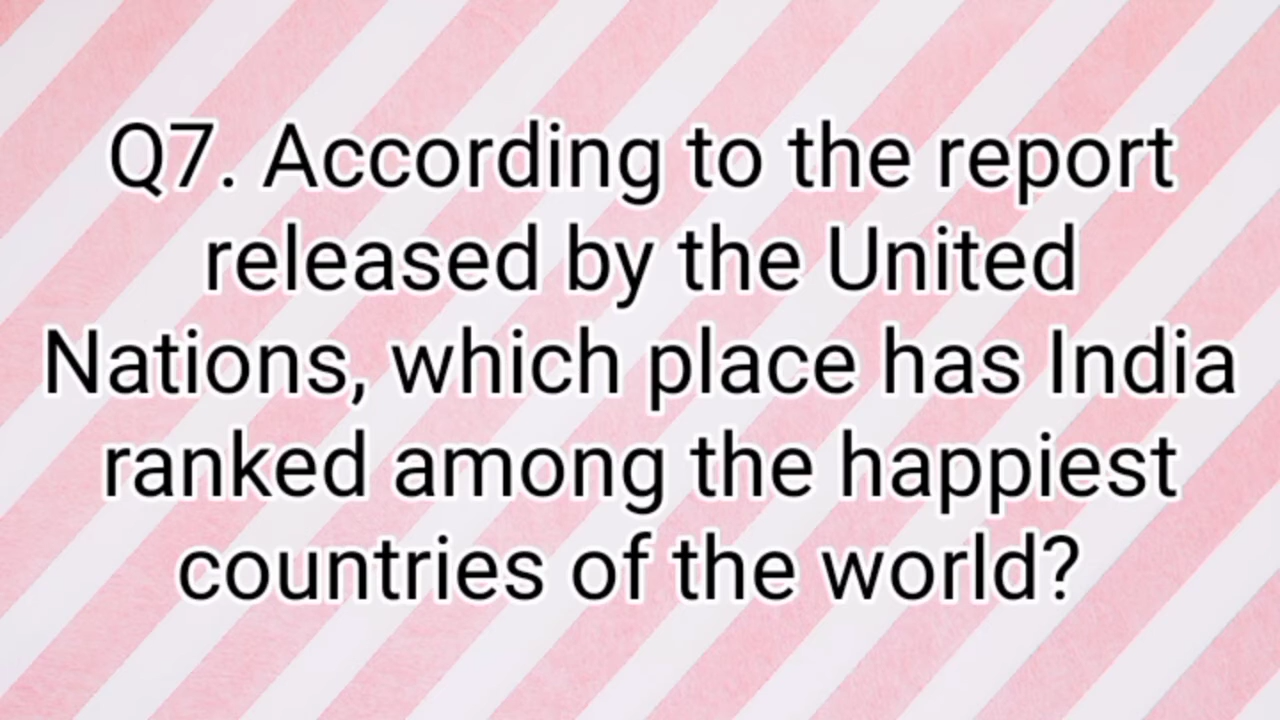 Q7. According to the report
released by the United
Nations, which place has India
ranked among the happiest
countries of the world?